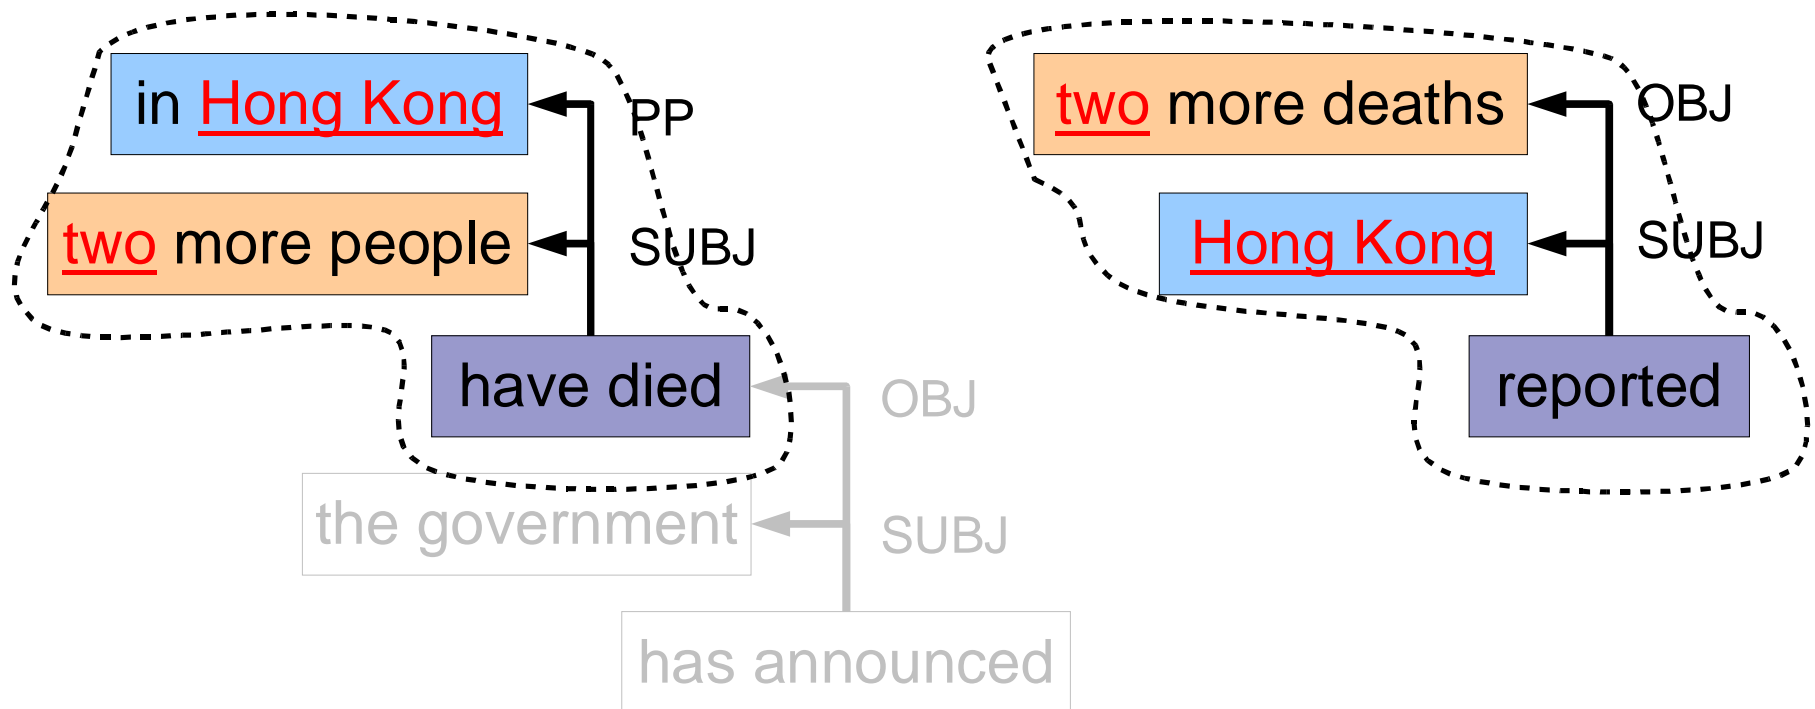 in Hong Kong
PP
two more people
SUBJ
have died
OBJ
the government
SUBJ
has announced
two more deaths
OBJ
Hong Kong
SUBJ
reported